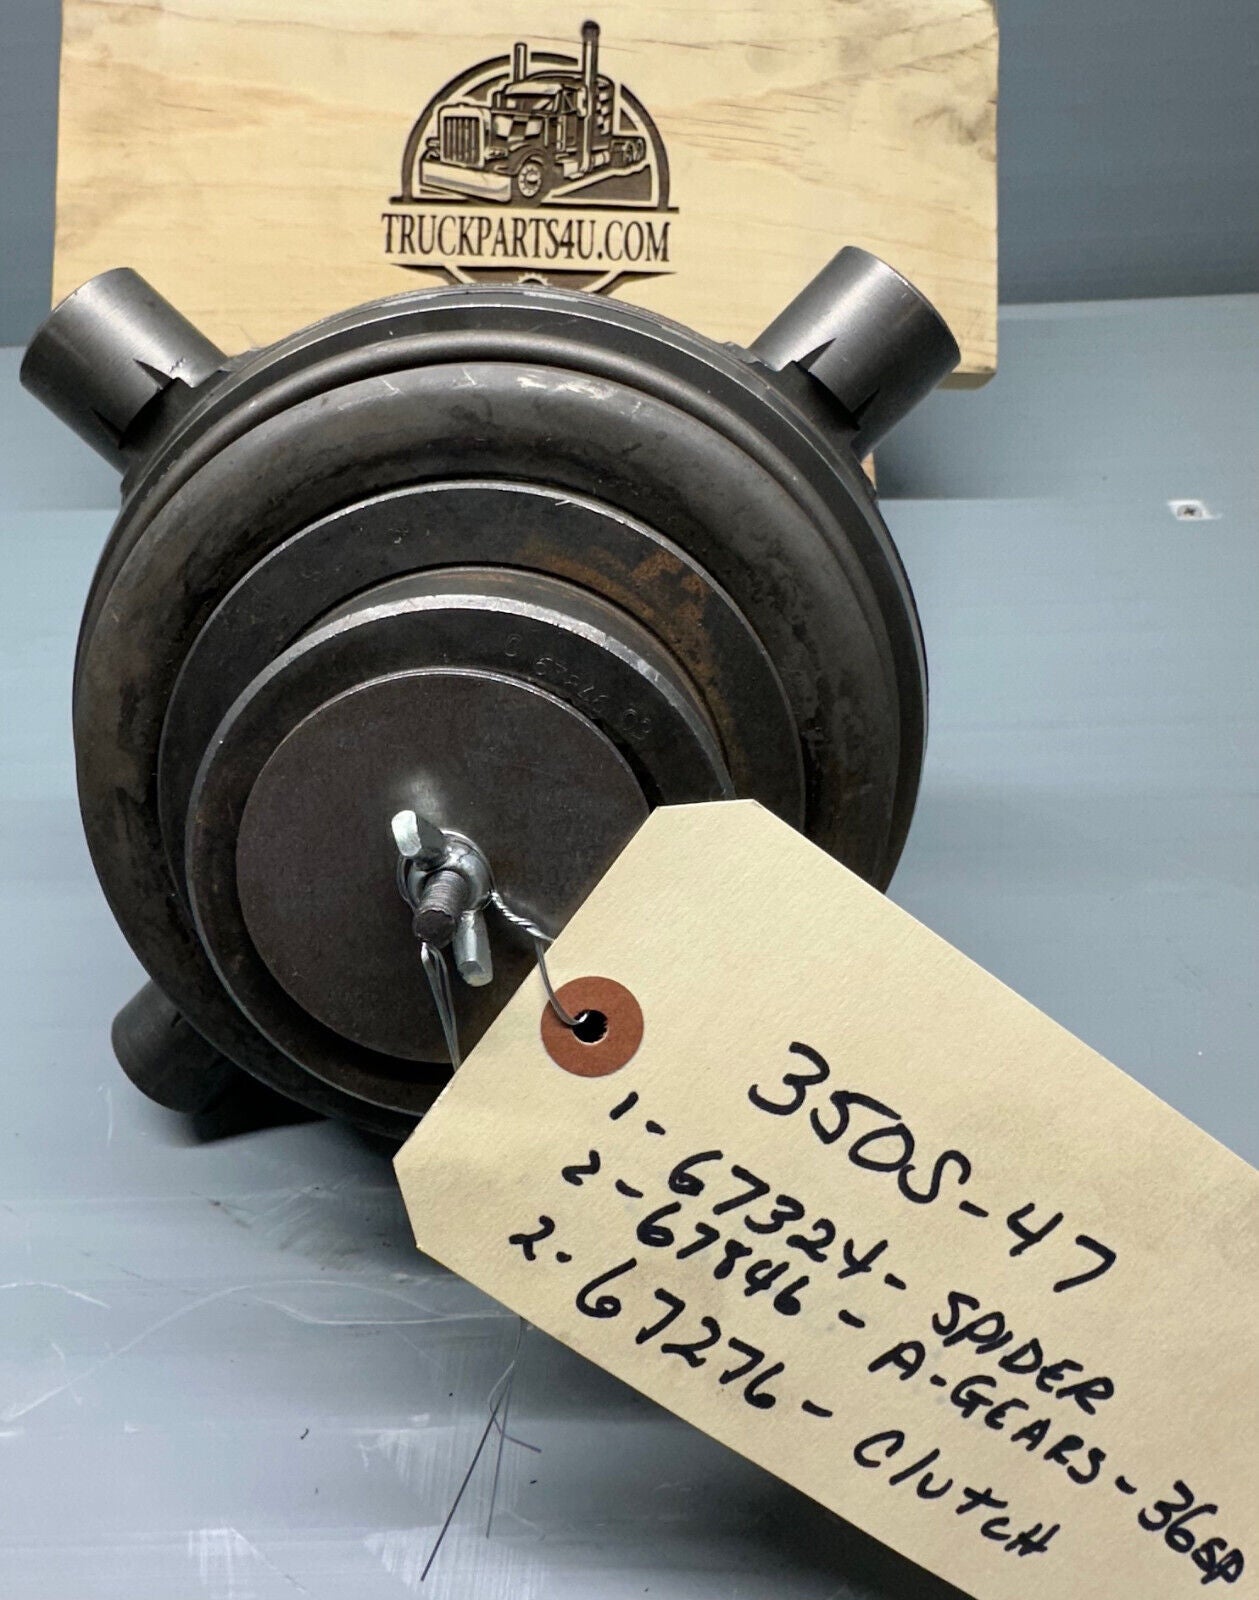 TRUCKPARTS4U.COM
C 67846 02
350S-47
1-67324-SPIDER
2-67846-A-GEARS-36SP
2-67276-Clutch